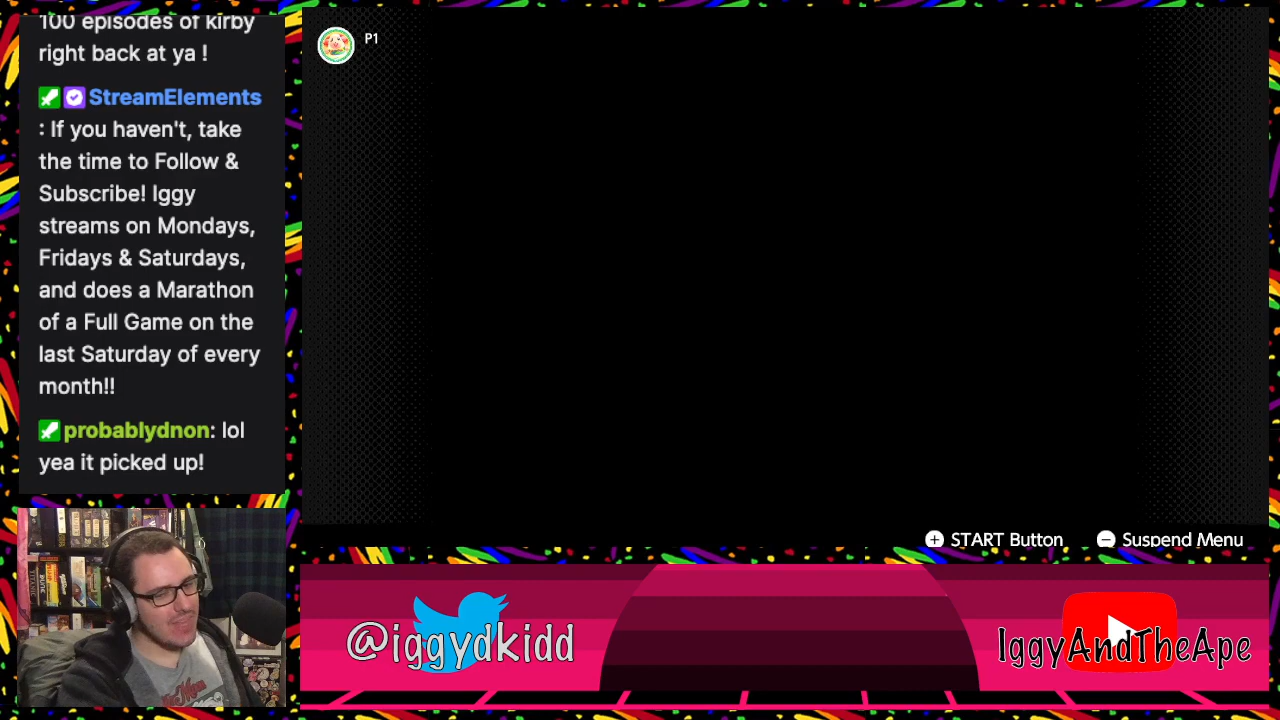 100 episodes of kirby
right back at ya !
StreamElements
: If you haven't, take
the time to Follow &
Subscribe! Iggy
streams on Mondays,
Fridays & Saturdays,
and does a Marathon
of a Full Game on the
last Saturday of every
month!!
probablydnon: lol
yea it picked up!
P1
START Button
Suspend Menu
@iggydkidd
IggyAndTheApe